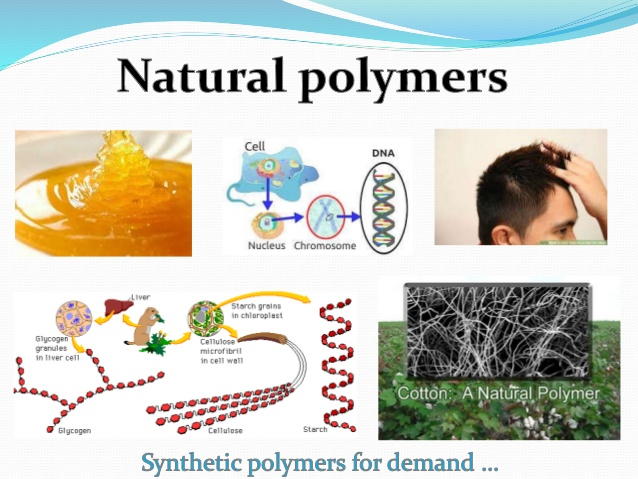 Natural polymers
Cell
DNA
Nucleus
Chromosome
Liver
Starch grains
in chloroplast
Glycogen
granules
in liver cell
Cellulose
microfibril
in cell wall
Glycogen
Cellulose
Starch
Cotton: A Natural Polymer
Synthetic polymers for demand ...